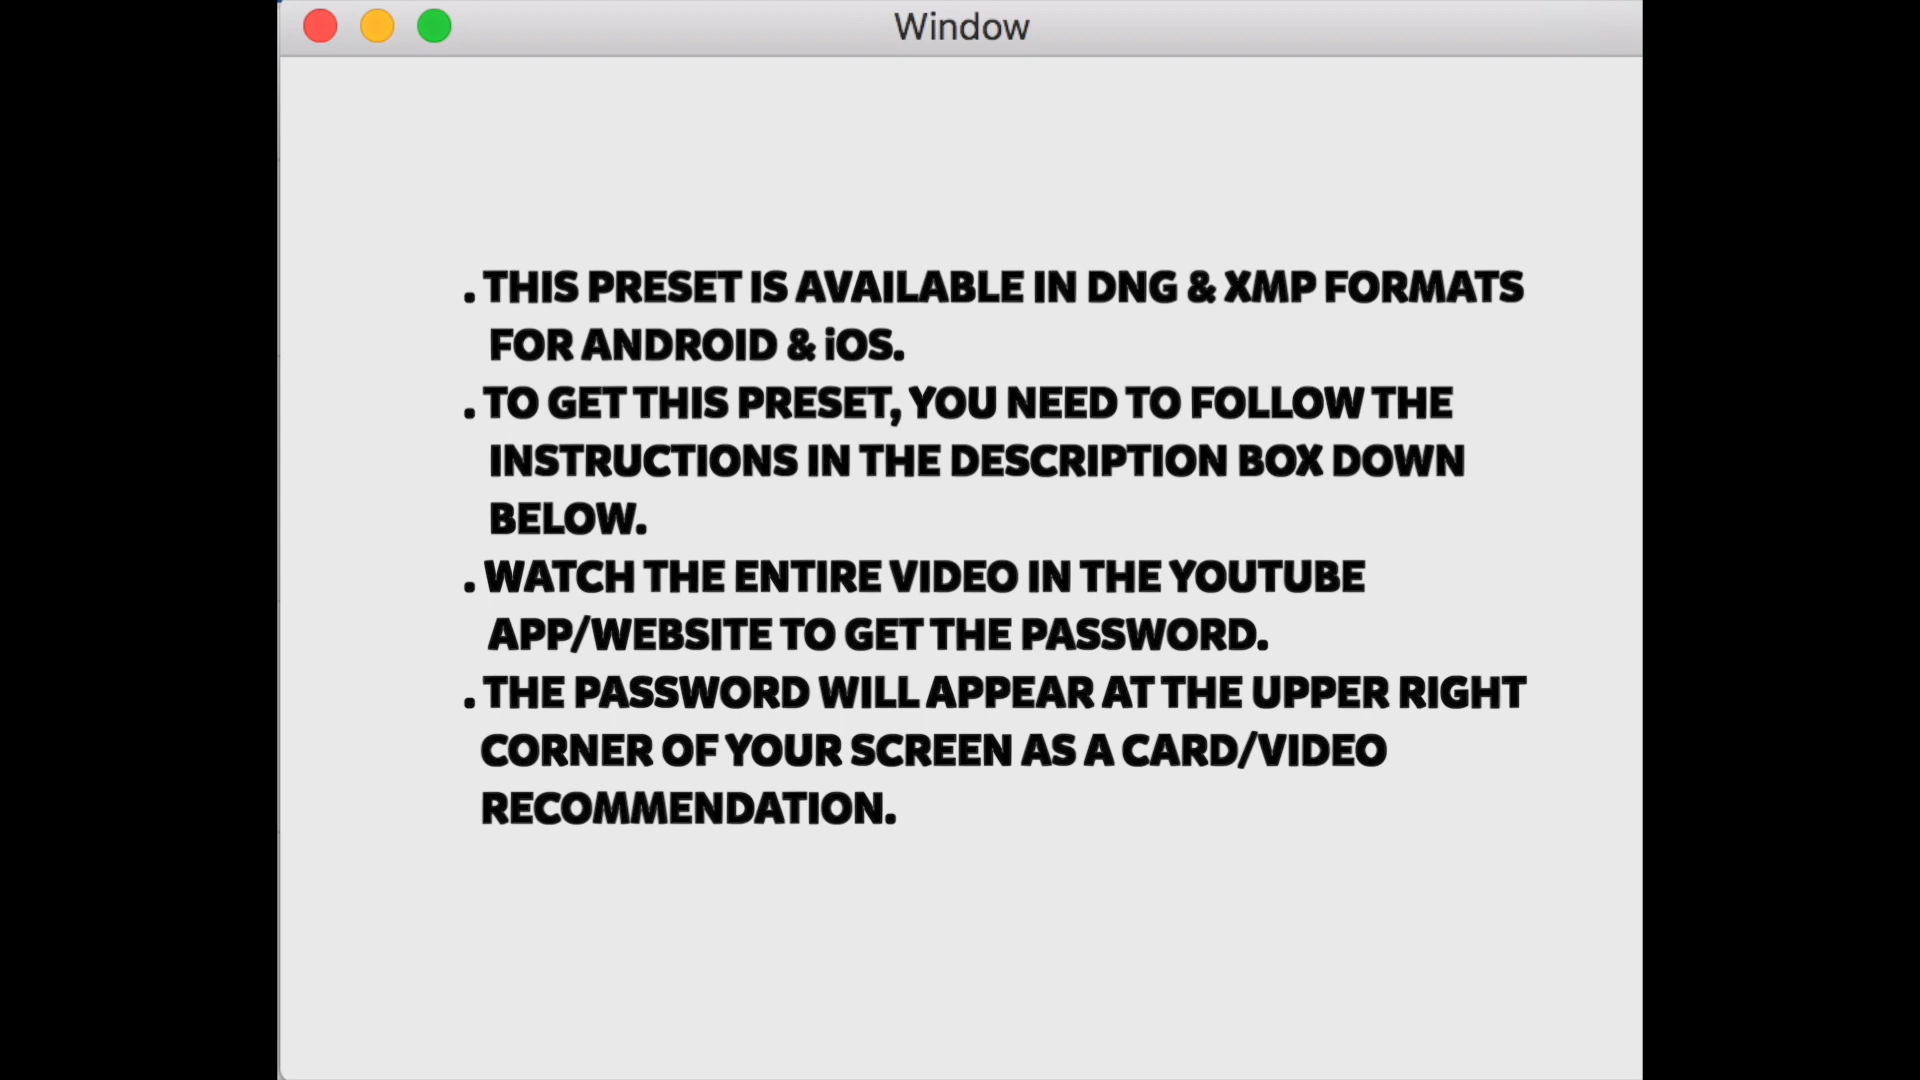 Window
. THIS PRESET IS AVAILABLE IN DNG & XMP FORMATS
FOR ANDROID & iOS.
. TO GET THIS PRESET, YOU NEED TO FOLLOW THE
INSTRUCTIONS IN THE DESCRIPTION BOX DOWN
BELOW.
. WATCH THE ENTIRE VIDEO IN THE YOUTUBE
APP/WEBSITE TO GET THE PASSWORD.
. THE PASSWORD WILL APPEAR AT THE UPPER RIGHT
CORNER OF YOUR SCREEN AS A CARD/VIDEO
RECOMMENDATION.